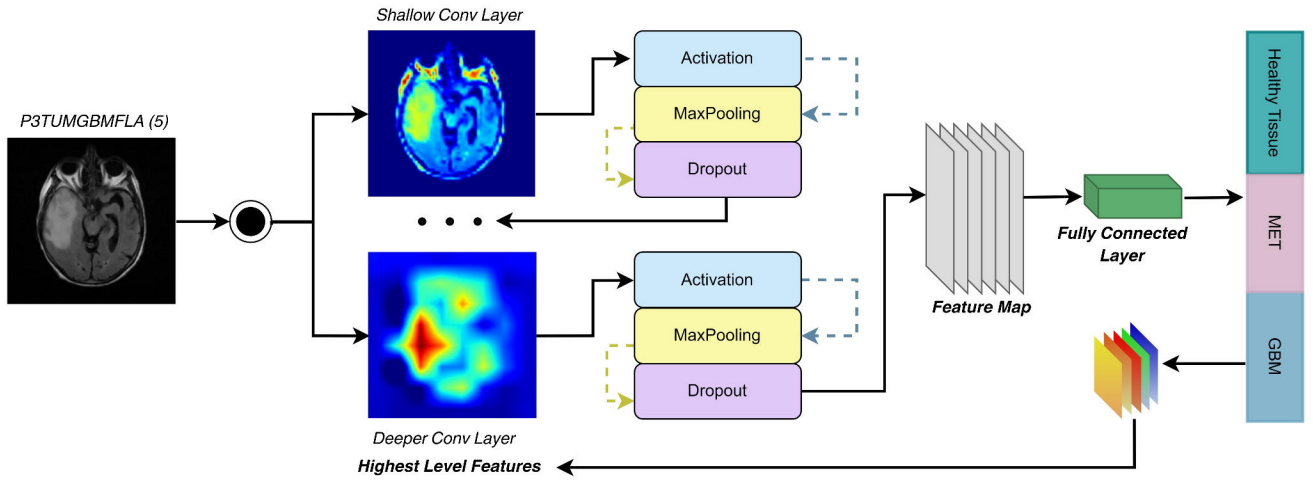 Shallow Conv Layer
P3TUMGBMFLA (5)
Activation
MaxPooling
Dropout
• • •
Activation
MaxPooling
Dropout
Deeper Conv Layer
Highest Level Features
Feature Map
Fully Connected
Layer
Healthy Tissue
MET
GBM